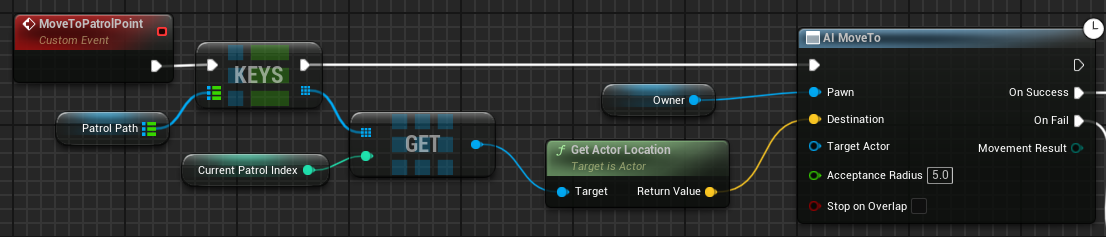 MoveToPatrolPoint
Custom Event
KEYS
Patrol Path
Current Patrol Index
GET
Owner
f Get Actor Location
Target is Actor
Target
Return Value
AI MoveTo
Pawn
On Success
Destination
On Fail
Target Actor
Movement Result
Acceptance Radius 5.0
Stop on Overlap